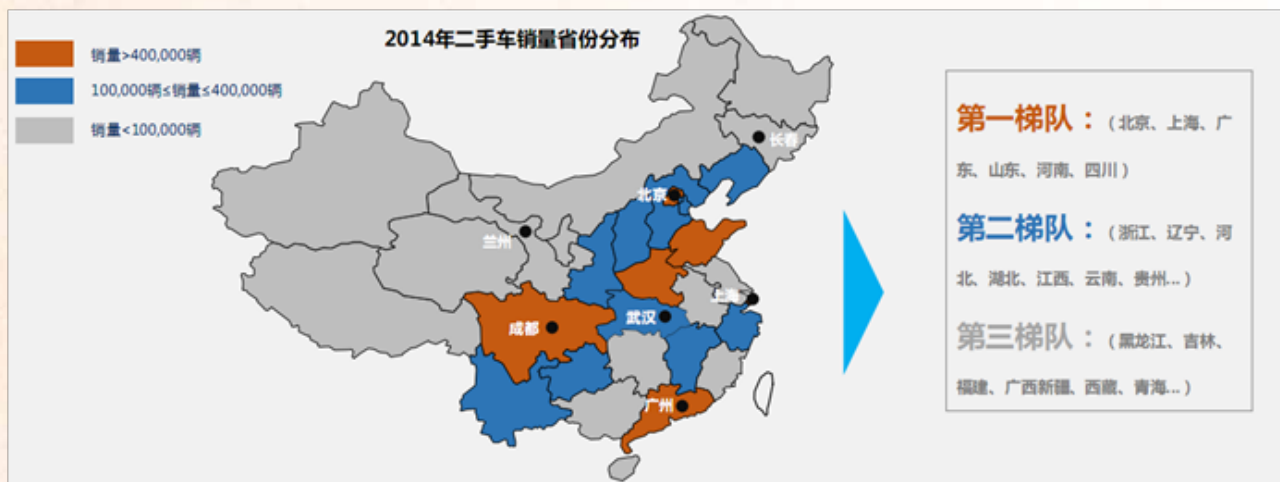 2014年二手车销量省份分布
销量>400,000辆
100,000辆≤销量≤400,000辆
销量<100,000辆
长春
北京
兰州
上海
成都
武汉
广州
第一梯队：（北京、上海、广
东、山东、河南、四川）
第二梯队：（浙江、辽宁、河
北、湖北、江西、云南、贵州...）
第三梯队：（黑龙江、吉林、
福建、广西新疆、西藏、青海...）